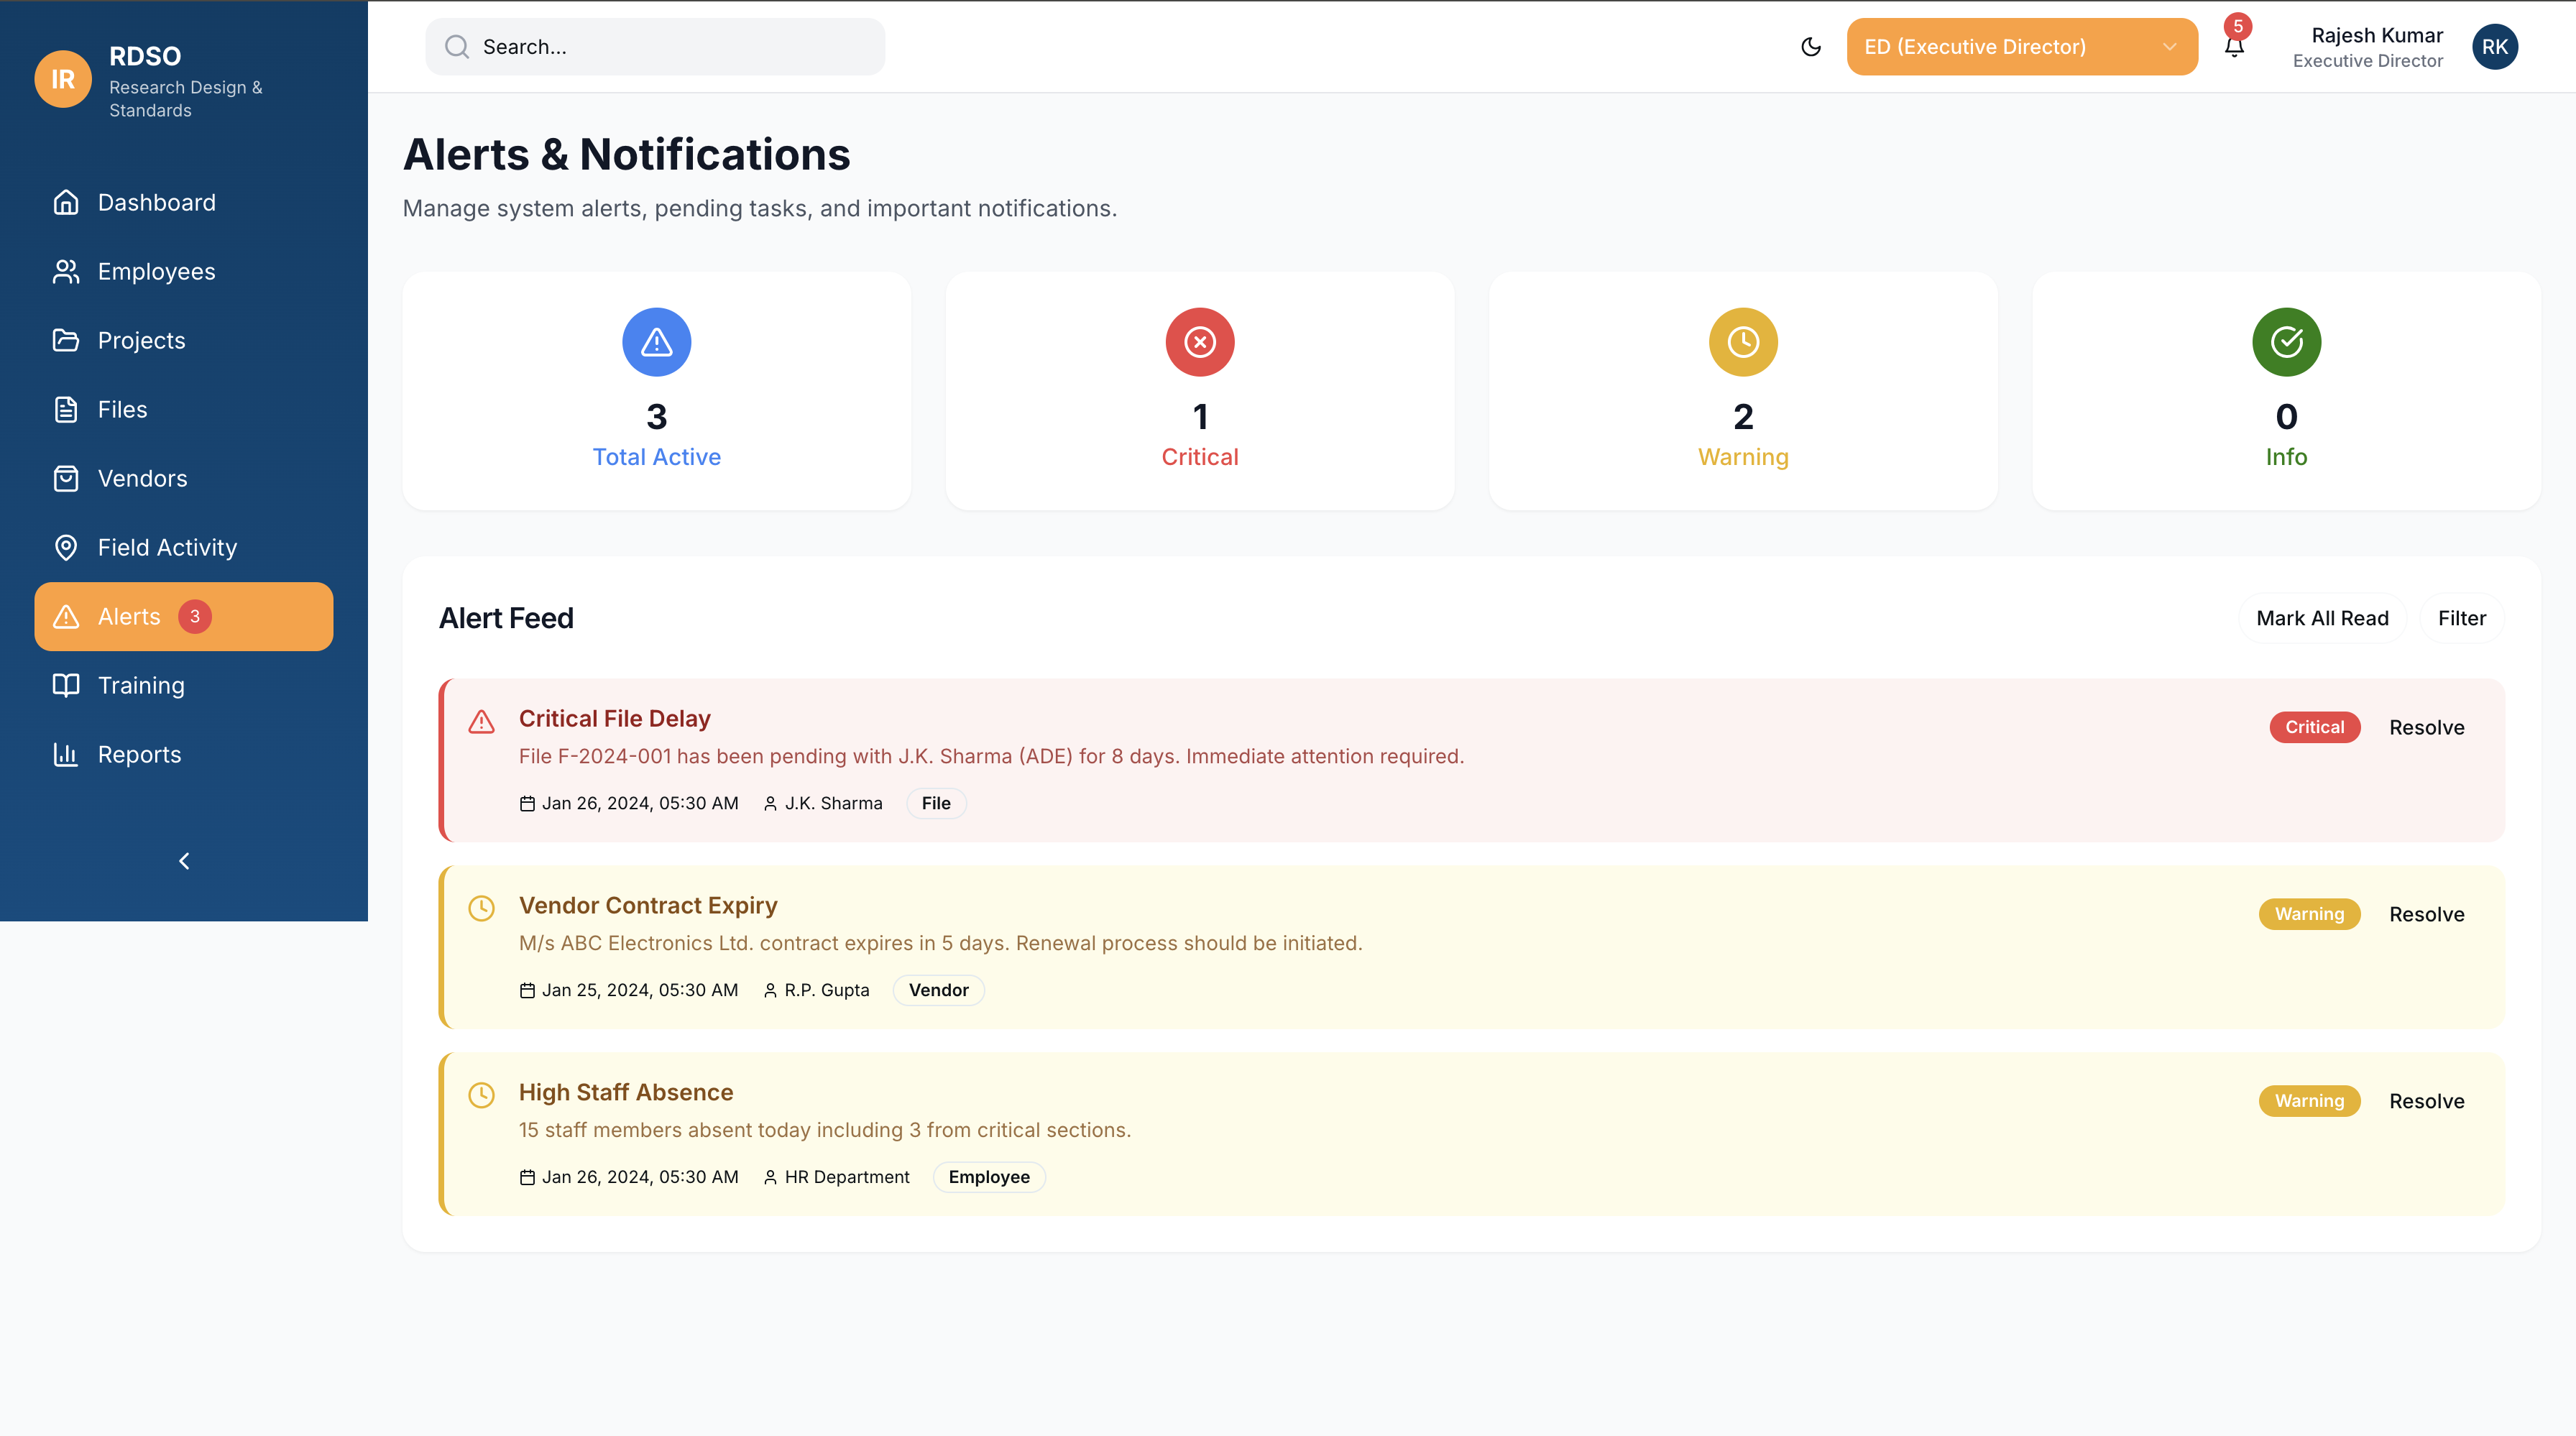 IR
RDSO
Research Design &
Standards
Dashboard
Employees
Projects
Files
Vendors
Field Activity
Alerts 3
Training
Reports
Search...
ED (Executive Director)
5
Rajesh Kumar
Executive Director
RK
Alerts & Notifications
Manage system alerts, pending tasks, and important notifications.
3
Total Active
1
Critical
2
Warning
0
Info
Alert Feed
Mark All Read
Filter
Critical File Delay
File F-2024-001 has been pending with J.K. Sharma (ADE) for 8 days. Immediate attention required.
Jan 26, 2024, 05:30 AM J.K. Sharma File
Critical
Resolve
Vendor Contract Expiry
M/s ABC Electronics Ltd. contract expires in 5 days. Renewal process should be initiated.
Jan 25, 2024, 05:30 AM R.P. Gupta Vendor
Warning
Resolve
High Staff Absence
15 staff members absent today including 3 from critical sections.
Jan 26, 2024, 05:30 AM HR Department Employee
Warning
Resolve